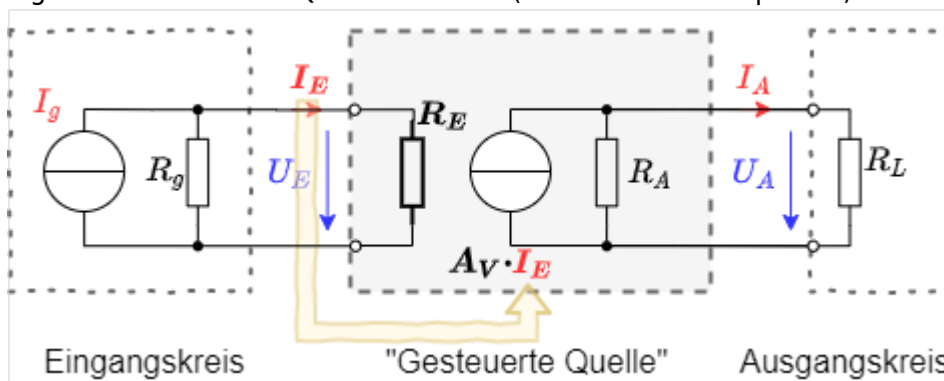 I_g
R_g
I_E
U_E
R_E
A_V·I_E
R_A
I_A
U_A
R_L
Eingangskreis
"Gesteuerte Quelle"
Ausgangskreis